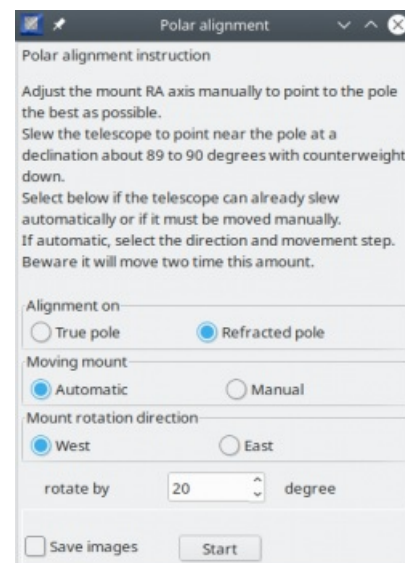 Polar alignment
Polar alignment instruction
Adjust the mount RA axis manually to point to the pole
the best as possible.
Slew the telescope to point near the pole at a
declination about 89 to 90 degrees with counterweight
down.
Select below if the telescope can already slew
automatically or if it must be moved manually.
If automatic, select the direction and movement step.
Beware it will move two time this amount.
Alignment on
True pole Refracted pole
Moving mount
Automatic Manual
Mount rotation direction
West East
rotate by 20 degree
Save images Start